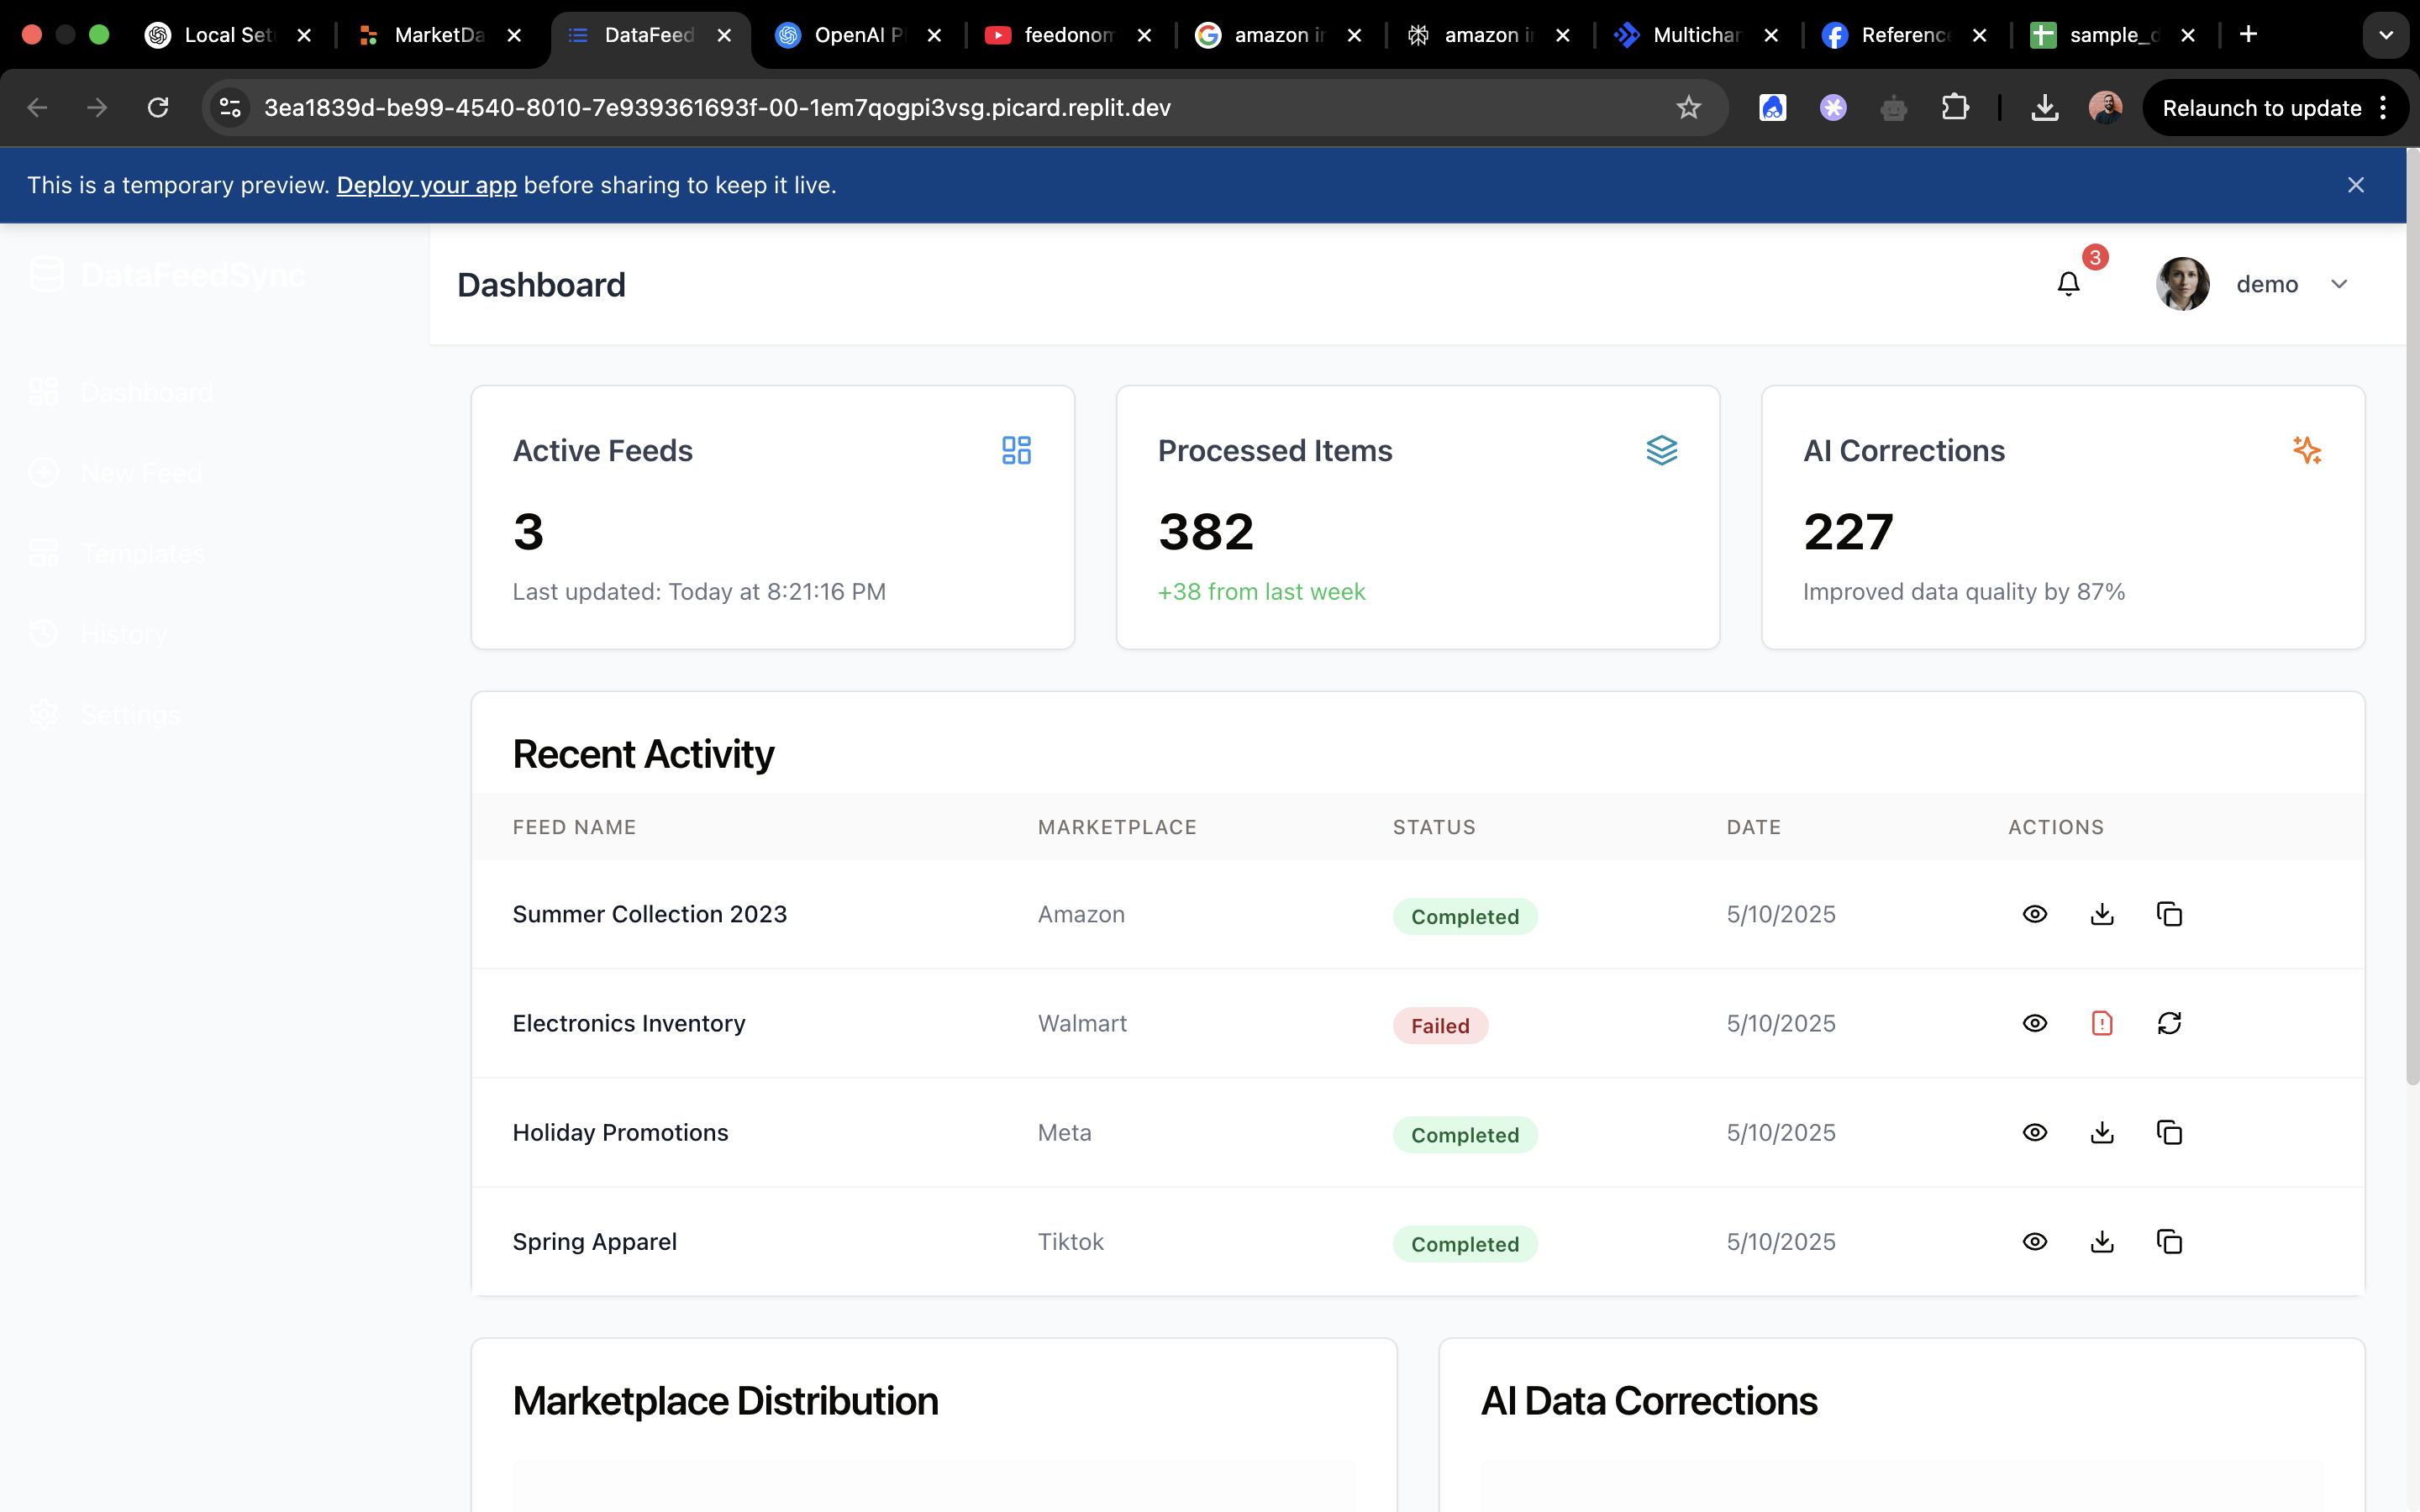 Local Set
MarketDa
DataFeed
OpenAI P
feedonom
amazon in
amazon in
Multichan
Reference
sample_d
3ea1839d-be99-4540-8010-7e939361693f-00-1em7qogpi3vsg.picard.replit.dev
Relaunch to update
This is a temporary preview. Deploy your app before sharing to keep it live.
DataFeedSync
Dashboard
New Feed
Templates
History
Settings
Dashboard
3
demo
Active Feeds
3
Last updated: Today at 8:21:16 PM
Processed Items
382
+38 from last week
AI Corrections
227
Improved data quality by 87%
Recent Activity
FEED NAME MARKETPLACE STATUS DATE ACTIONS
Summer Collection 2023 Amazon Completed 5/10/2025
Electronics Inventory Walmart Failed 5/10/2025
Holiday Promotions Meta Completed 5/10/2025
Spring Apparel Tiktok Completed 5/10/2025
Marketplace Distribution
AI Data Corrections